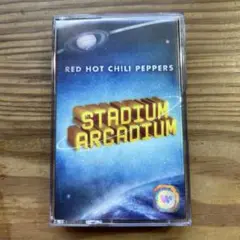 RED HOT CHILI PEPPERS
STADIUM
ARCADIUM